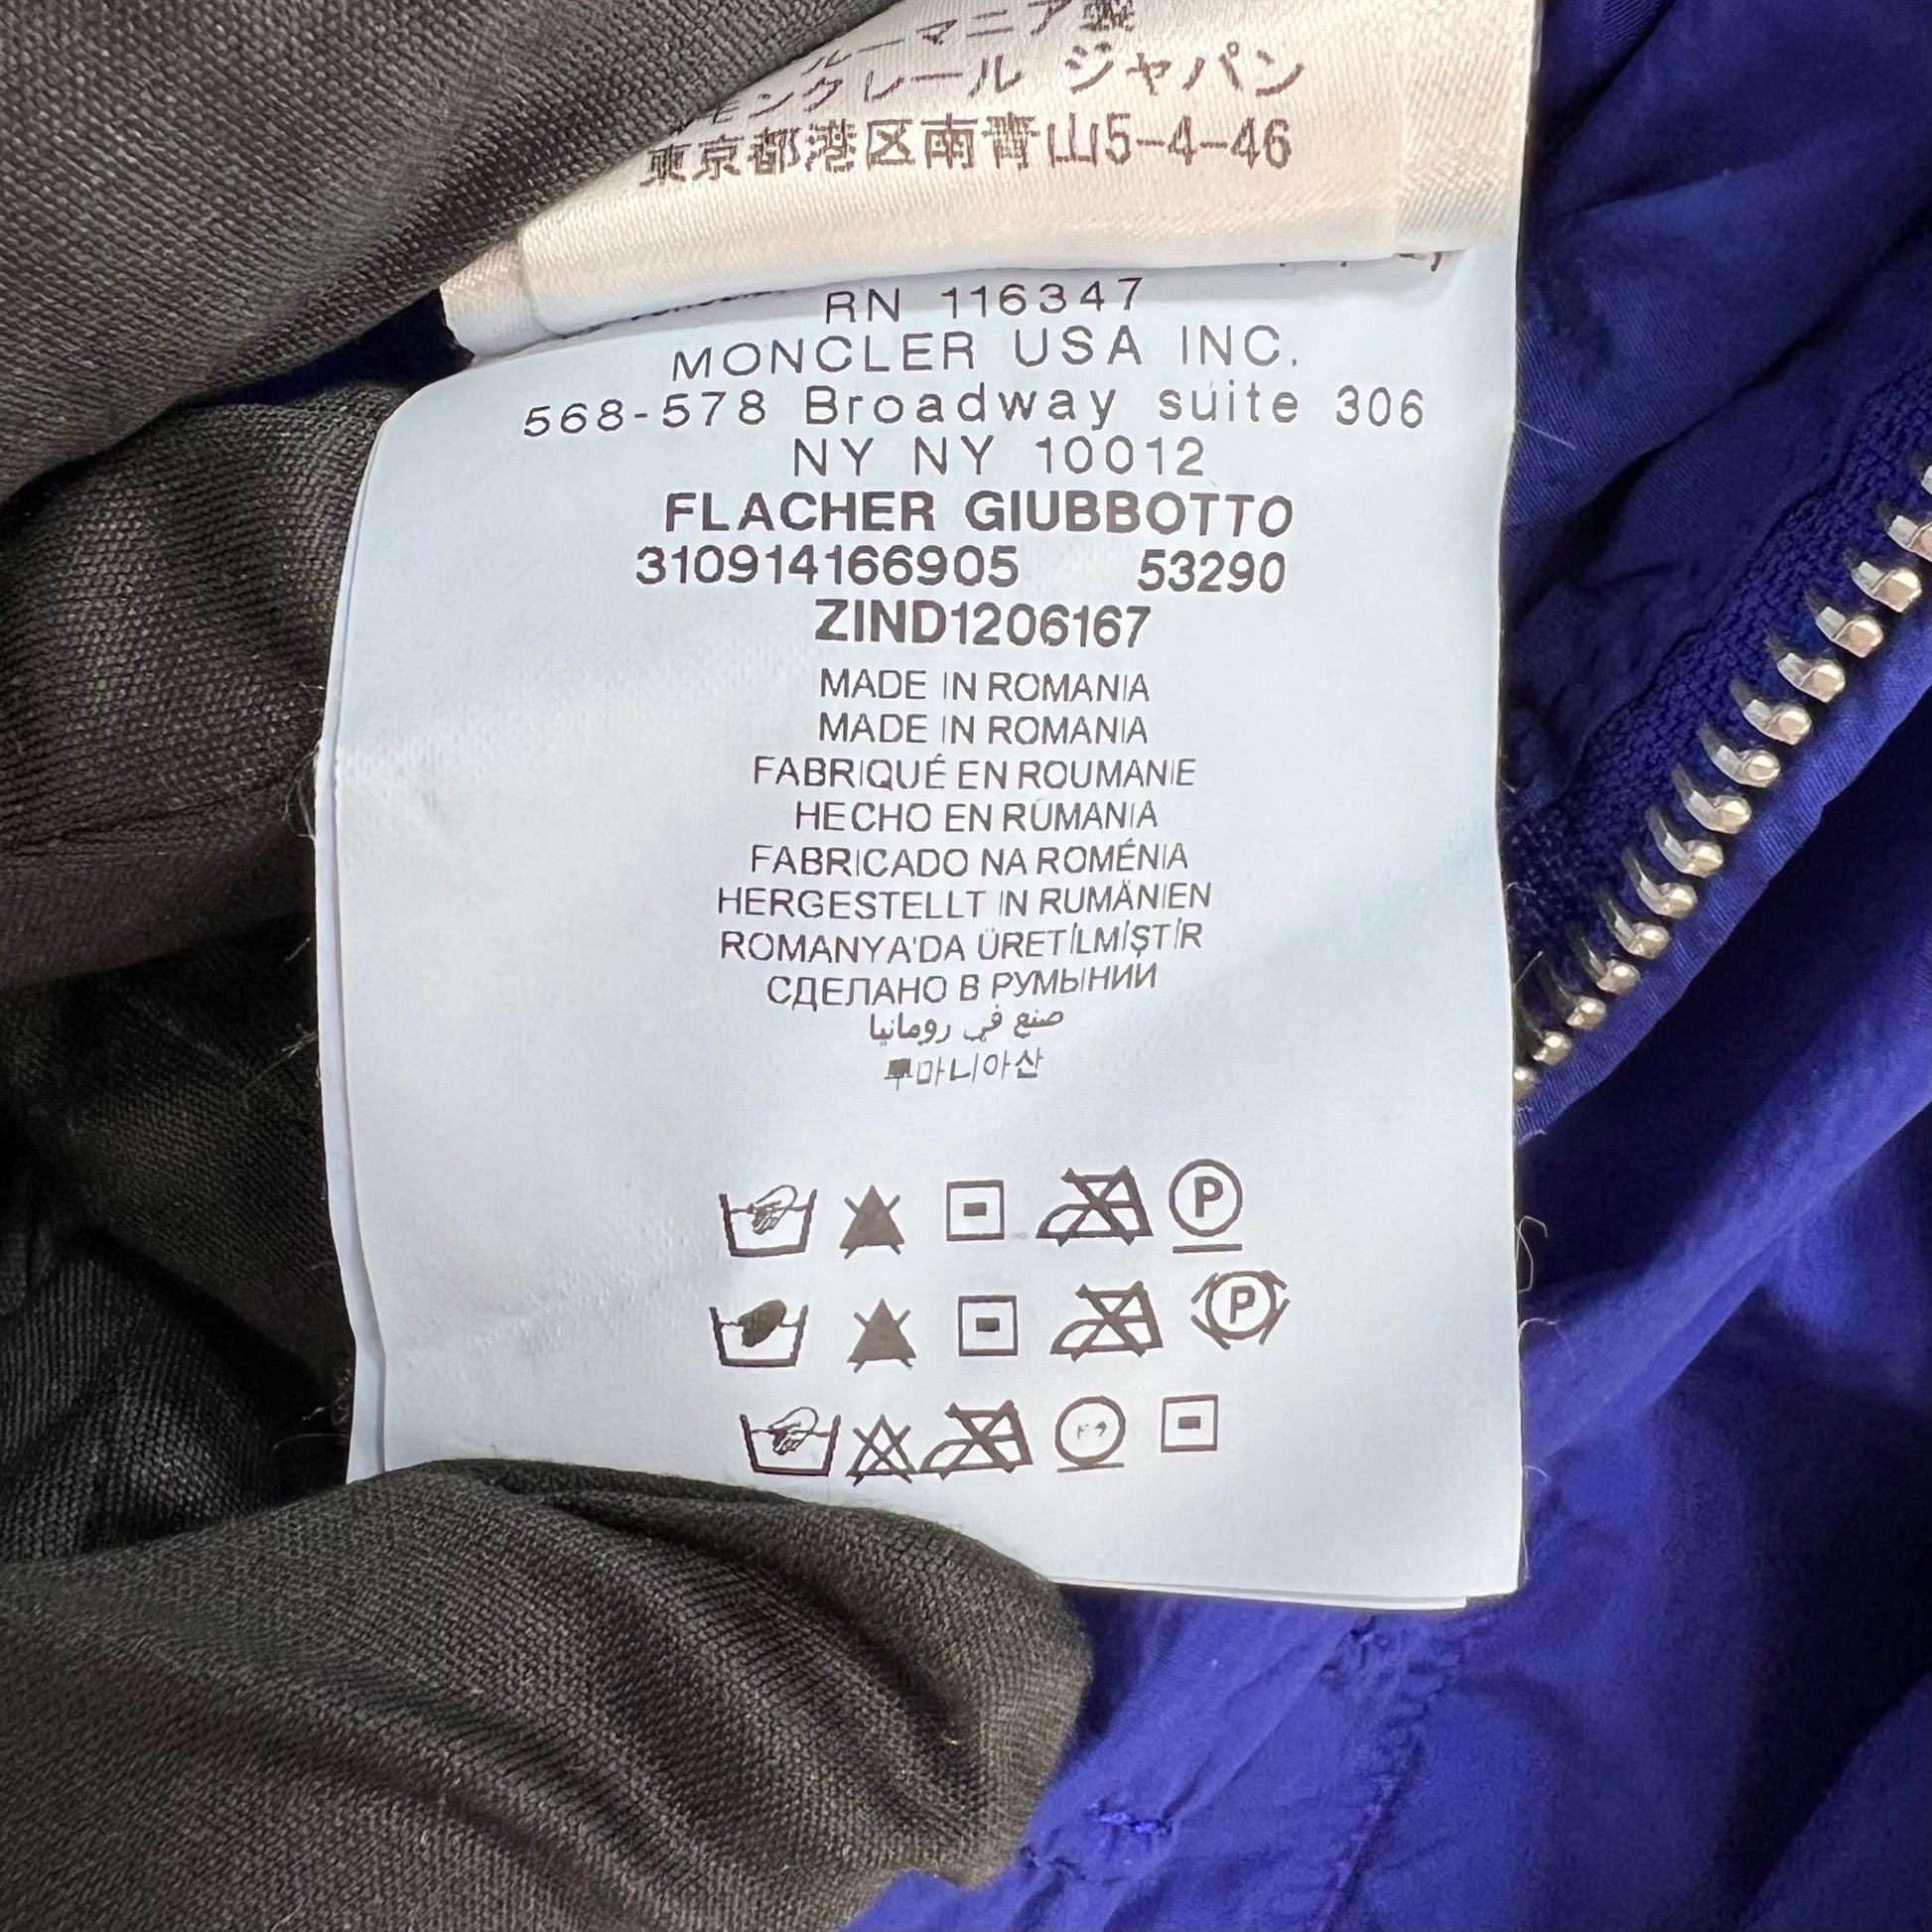 ルーマニア製
モンクレール ジャパン
東京都港区南青山5-4-46
RN 116347
MONCLER USA INC.
568-578 Broadway suite 306
NY NY 10012
FLACHER GIUBBOTTO
310914166905 53290
ZIND1206167
MADE IN ROMANIA
MADE IN ROMANIA
FABRIQUÉ EN ROUMANIE
HECHO EN RUMANIA
FABRICADO NA ROMÉNIA
HERGESTELLT IN RUMÄNIEN
ROMANYA'DA ÜRETİLMİŞTİR
СДЕЛАНО В РУМЫНИИ
صنع في رومانيا
루마니아산
P
P
ドラ